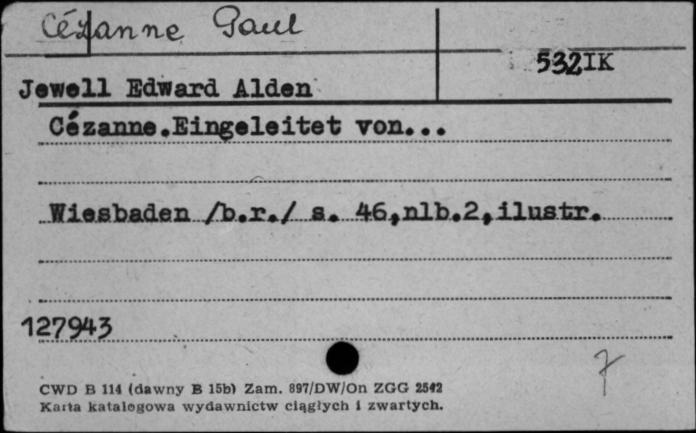 Cézanne Paul
532IK
Jewell Edward Alden
Cézanne.Eingeleitet von...
Wiesbaden /b.r./ s. 46,nlb.2,ilustr.
127943
7
CWD B 114 (dawny B 15b) Zam. 897/DW/On ZGG 2542
Karta katalogowa wydawnictw ciągłych i zwartych.